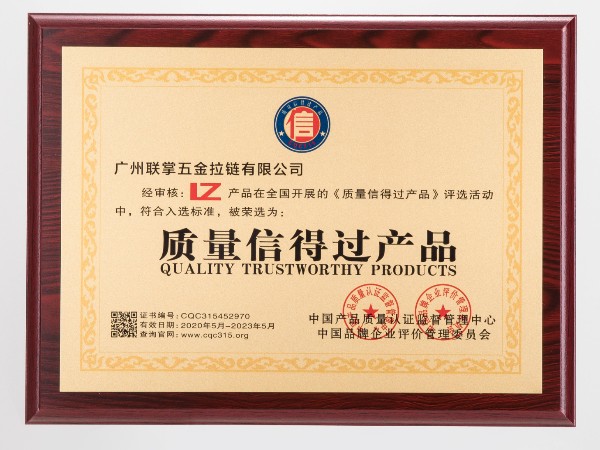 信
广州联掌五金拉链有限公司
经审核: LZ 产品在全国开展的《质量信得过产品》评选活动
中，符合入选标准，被荣选为：
质量信得过产品
QUALITY TRUSTWORTHY PRODUCTS
证书编号: CQC315452970
有效日期: 2020年5月-2023年5月
查询官网: www.cqc315.org
中国产品质量认证监督管理中心
中国品牌企业评价管理委员会